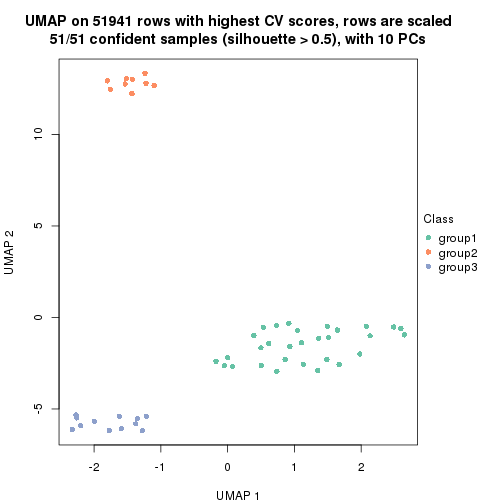 UMAP on 51941 rows with highest CV scores, rows are scaled
51/51 confident samples (silhouette > 0.5), with 10 PCs
10
5
0
-5
UMAP 2
-2
-1
0
1
2
UMAP 1
Class
group1
group2
group3